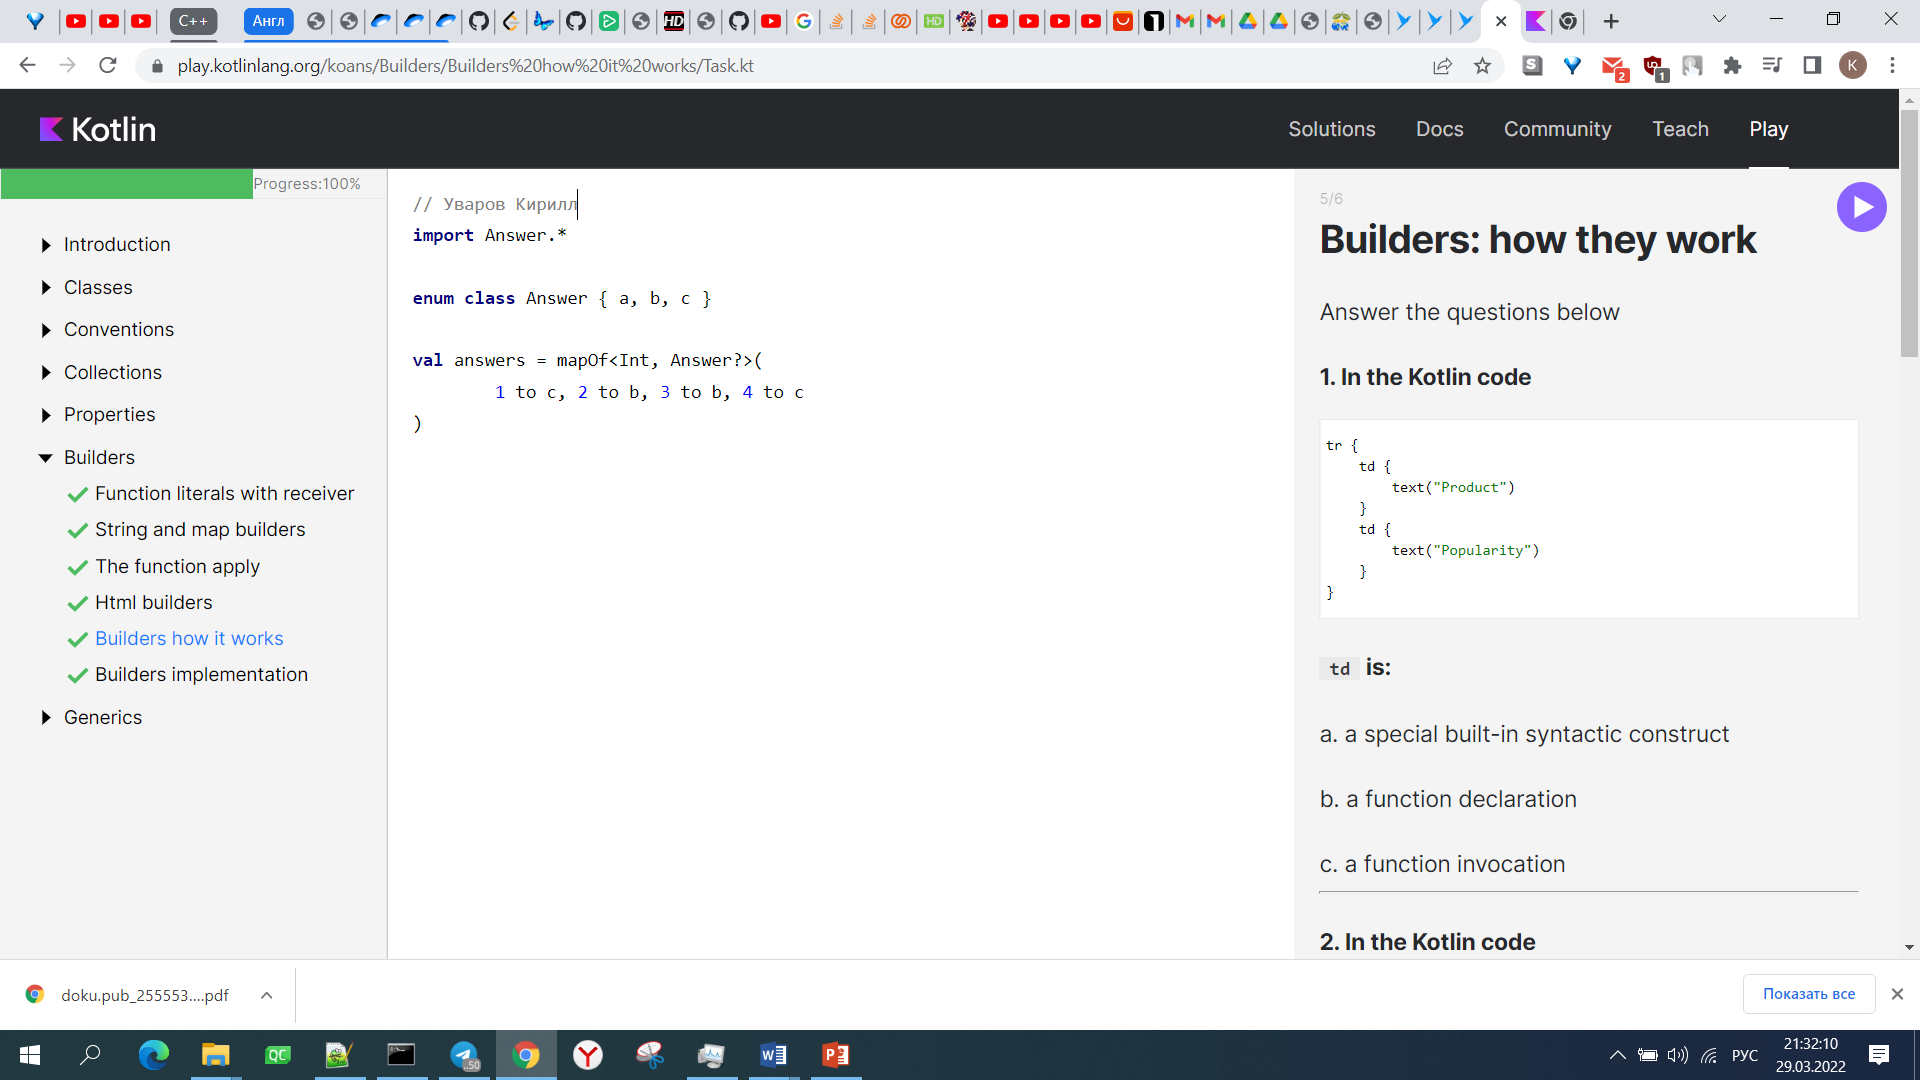 C++
Англ
play.kotlinlang.org/koans/Builders/Builders%20how%20it%20works/Task.kt
2
1
K
Kotlin
Solutions
Docs
Community
Teach
Play
Progress:100%
Introduction
Classes
Conventions
Collections
Properties
Builders
Function literals with receiver
String and map builders
The function apply
Html builders
Builders how it works
Builders implementation
Generics
// Уваров Кирилл
import Answer.*
enum class Answer { a, b, c }
val answers = mapOf<Int, Answer?>(
1 to c, 2 to b, 3 to b, 4 to c
)
5/6
Builders: how they work
Answer the questions below
1. In the Kotlin code
tr {
td {
text("Product")
}
td {
text("Popularity")
}
}
td is:
a. a special built-in syntactic construct
b. a function declaration
c. a function invocation
2. In the Kotlin code
doku.pub_255553....pdf
Показать все
РУС
21:32:10
29.03.2022